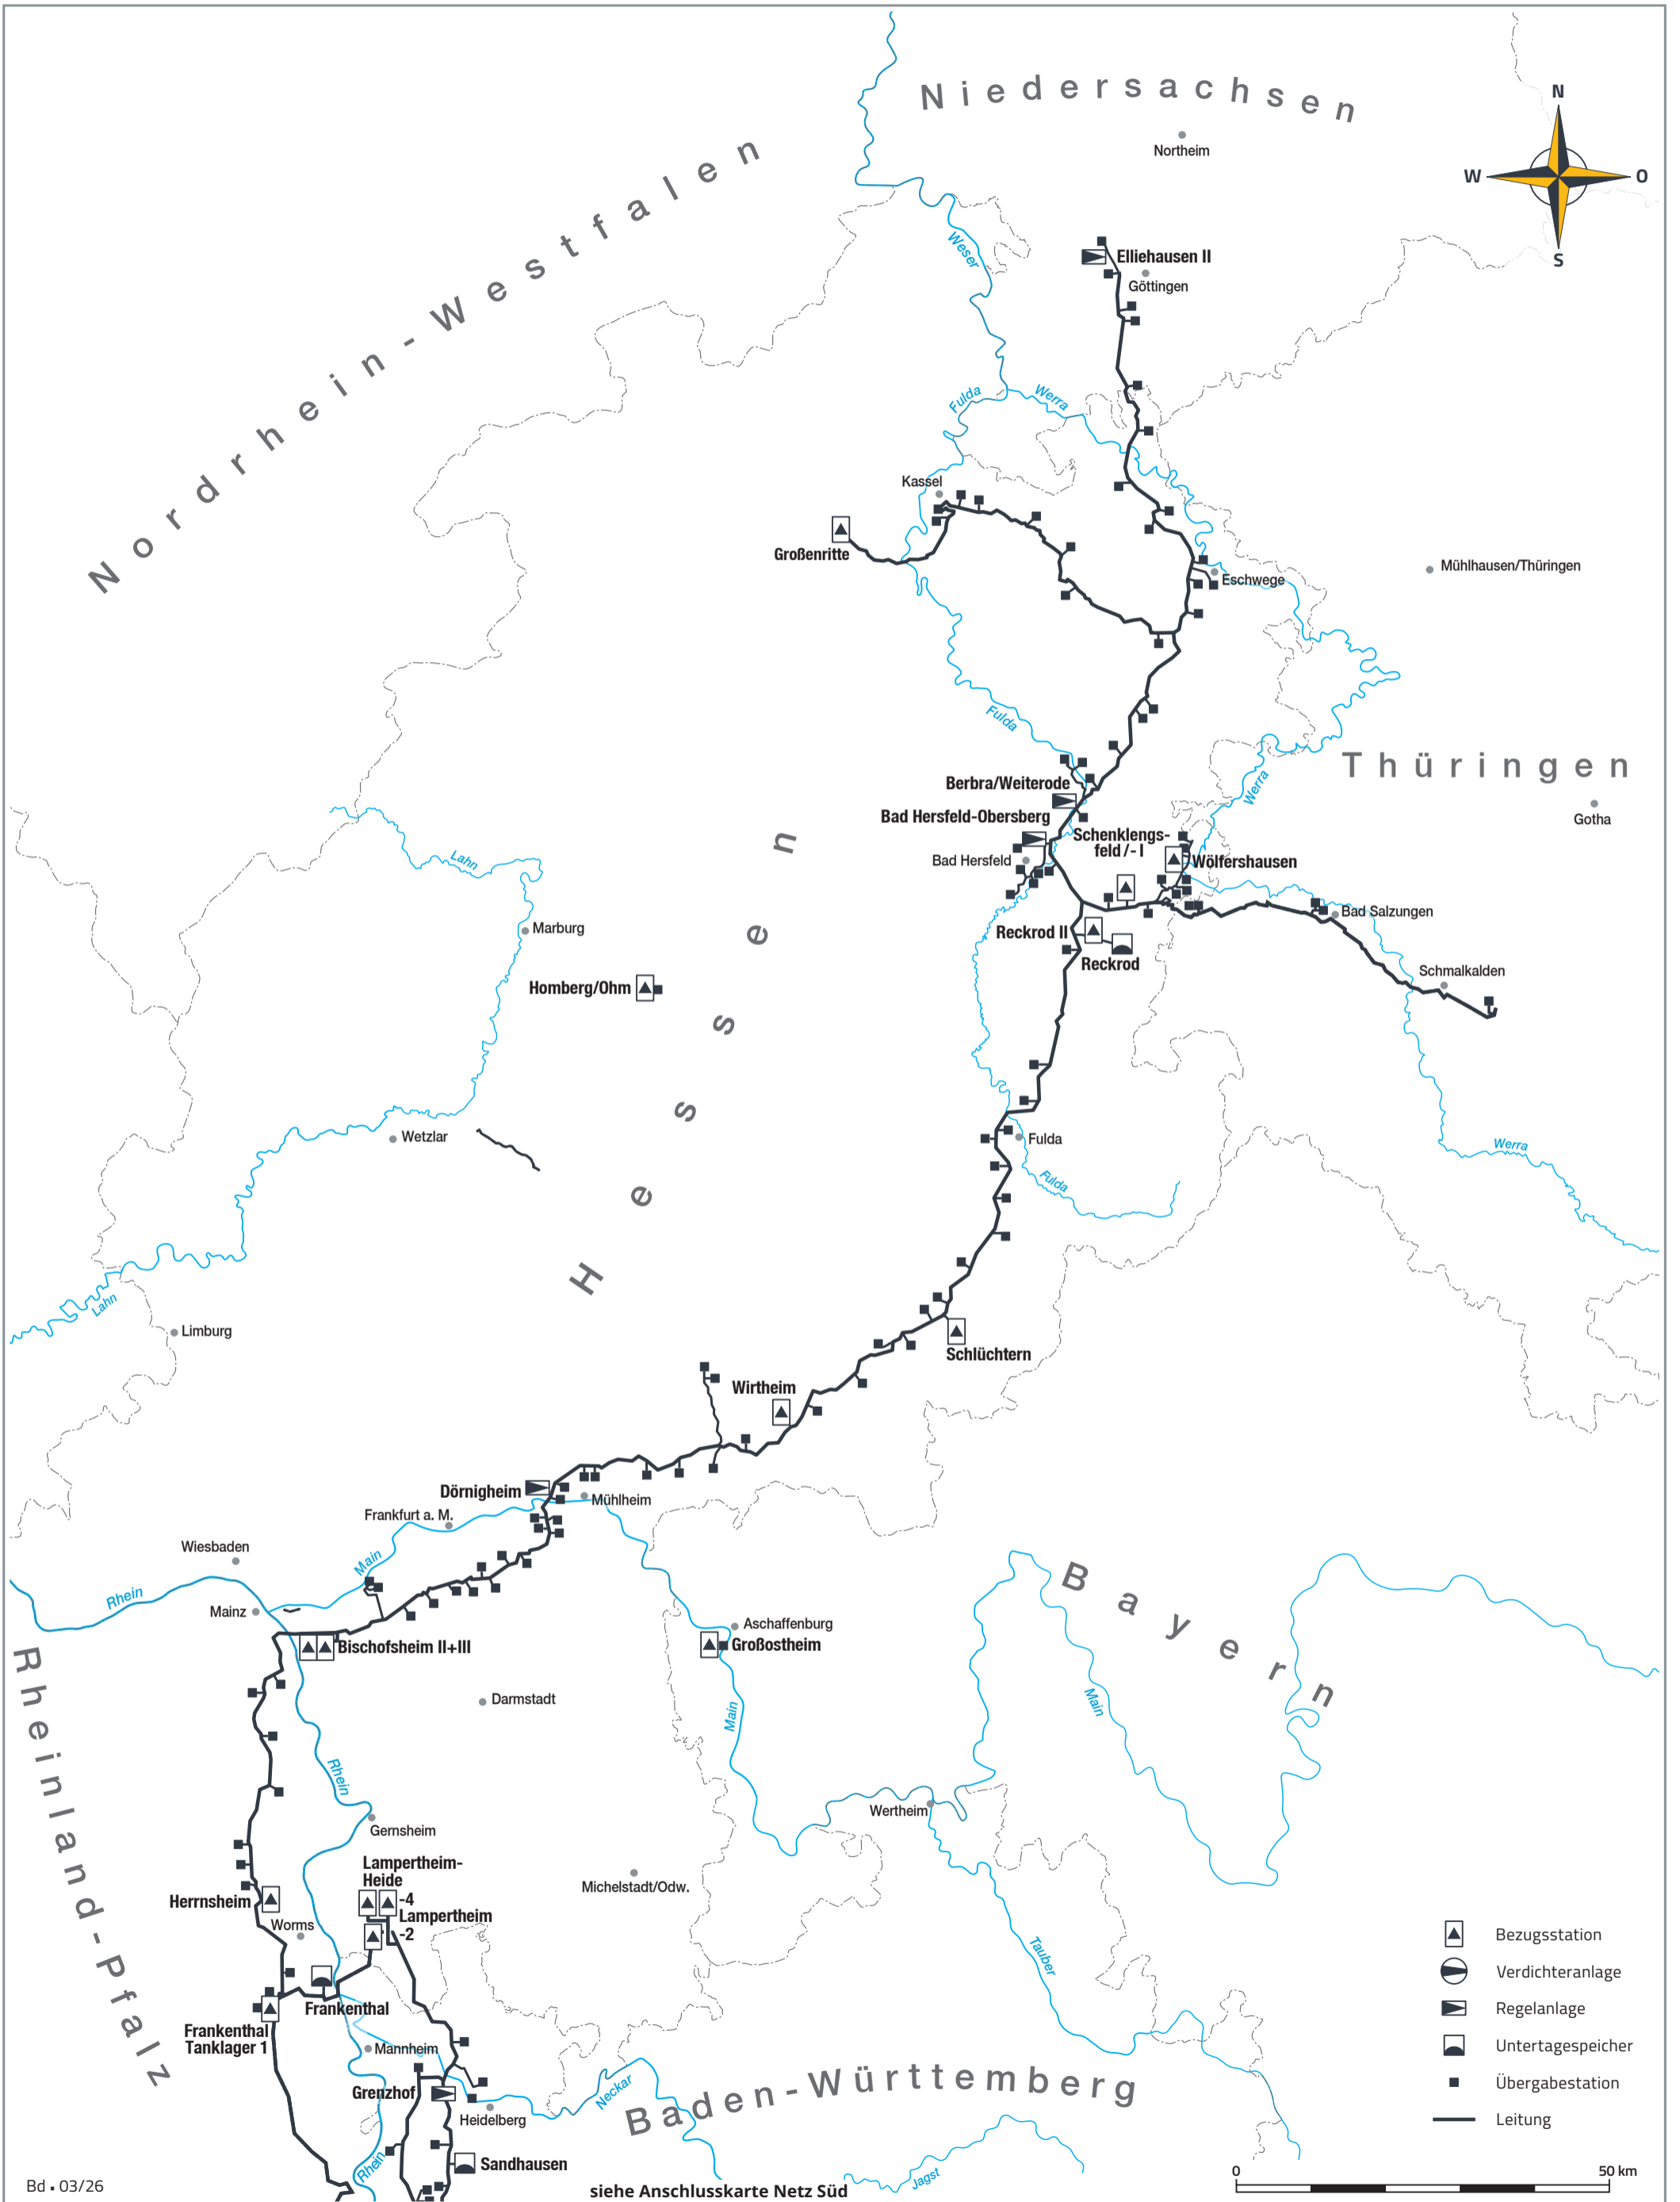 Niedersachsen
Northeim
N
W
O
S
Nordrhein-Westfalen
Weser
Elliehausen II
Göttingen
Fulda
Werra
Kassel
Großenritte
Eschwege
Mühlhausen/Thüringen
Fulda
Thüringen
Werra
Gotha
Berbra/Weiterode
Bad Hersfeld-Obersberg
Schenklengs-
feld /- I
Bad Hersfeld
Wölfershausen
Lahn
Bad Salzungen
Marburg
Reckrod II
Reckrod
Schmalkalden
Homberg/Ohm
Hessen
Wetzlar
Fulda
Werra
Fulda
Lahn
Limburg
Schlüchtern
Wirtheim
Dörnigheim
Mühlheim
Frankfurt a. M.
Wiesbaden
Main
Rhein
Mainz
Bayern
Aschaffenburg
Großostheim
Bischofsheim II+III
Rheinland-Pfalz
Darmstadt
Main
Main
Rhein
Wertheim
Gernsheim
Lampertheim-
Heide
Michelstadt/Odw.
-4
Herrnsheim
Lampertheim
-2
Worms
Tauber
Frankenthal
Frankenthal
Tanklager 1
Mannheim
Grenzhof
Neckar
Baden-Württemberg
Heidelberg
Rhein
Sandhausen
Jagst
Bezugsstation
Verdichteranlage
Regelanlage
Untertagespeicher
Übergabestation
Leitung
0
50 km
Bd • 03/26
siehe Anschlusskarte Netz Süd